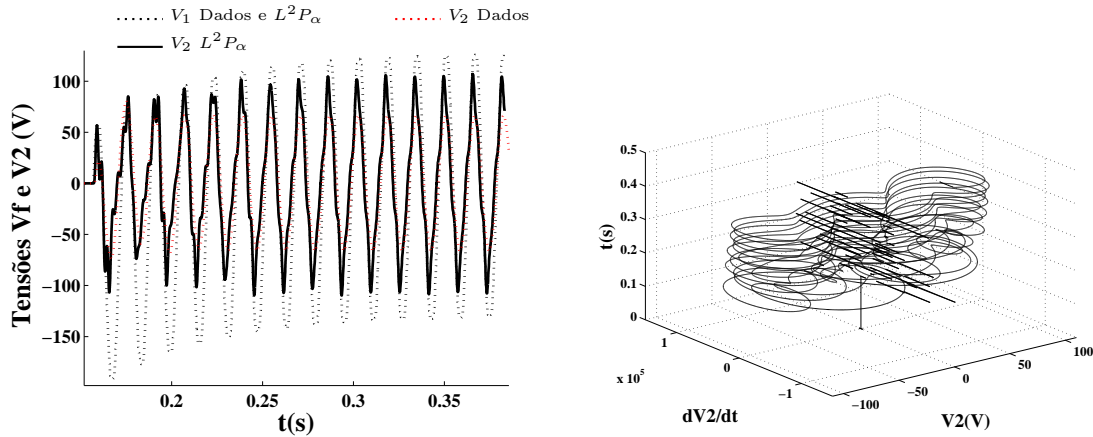 V₁ Dados e L²Pα
V₂ Dados
V₂ L²Pα
Tensões Vf e V2 (V)
100
50
0
−50
−100
−150
0.2
0.25
0.3
0.35
t(s)
t(s)
0.5
0.4
0.3
0.2
0.1
0
1
0
−1
x 10⁵
dV2/dt
−100
−50
0
50
100
V2(V)